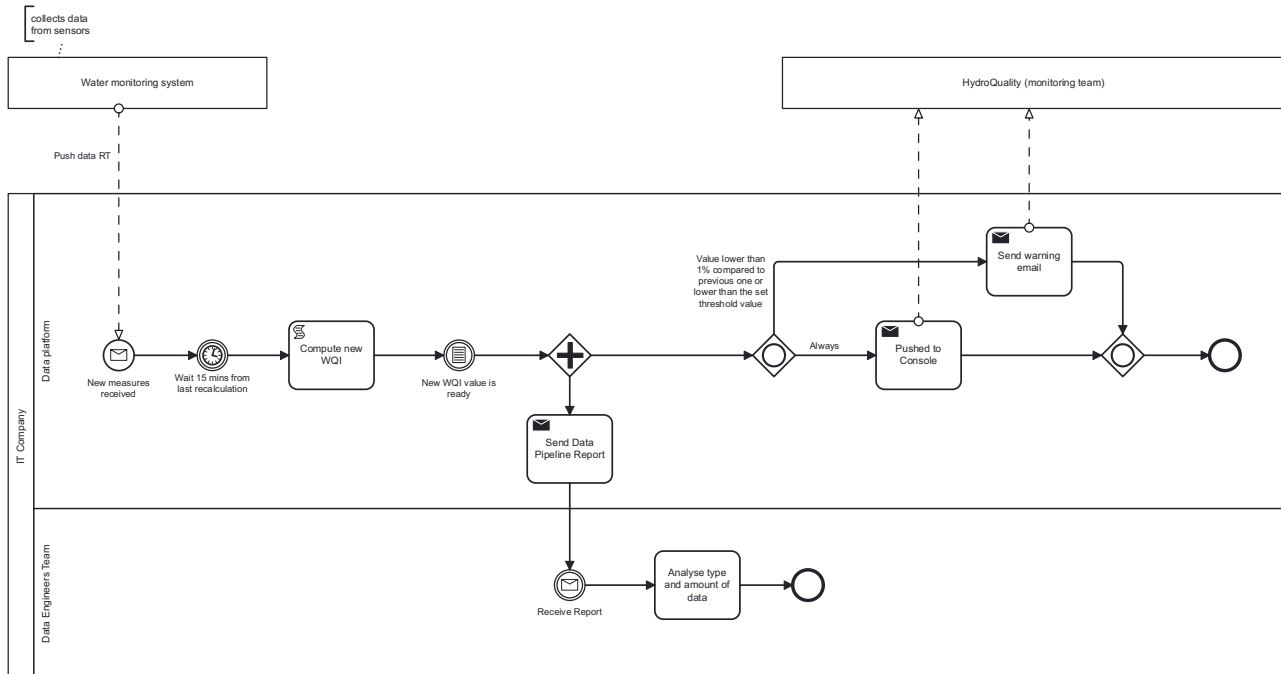 collects data
from sensors
Water monitoring system
HydroQuality (monitoring team)
Push data RT
IT Company
Data platform
New measures
received
Wait 15 mins from
last recalculation
Compute new
WQI
New WQI value is
ready
Value lower than
1% compared to
previous one or
lower than the set
threshold value
Send warning
email
Always
Pushed to
Console
Send Data
Pipeline Report
Data Engineers Team
Receive Report
Analyse type
and amount of
data